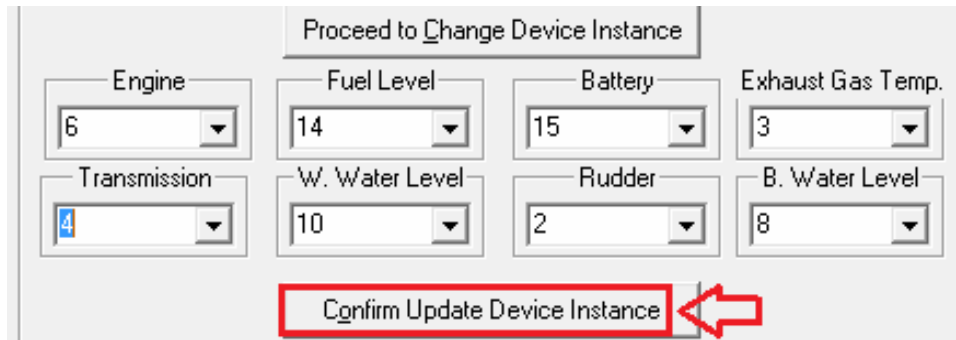 Proceed to Change Device Instance
Engine Fuel Level Battery Exhaust Gas Temp.
6 14 15 3
Transmission W. Water Level Rudder B. Water Level
4 10 2 8
Confirm Update Device Instance